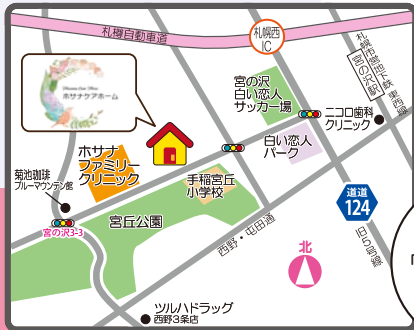 札樽自動車道
札幌西
IC
札幌市営地下鉄 東西線
宮の沢駅
ホサナケアホーム
宮の沢
白い恋人
サッカー場
ニコロ歯科
クリニック
白い恋人
パーク
ホサナ
ファミリー
クリニック
菊池珈琲
ブルーマウンテン館
手稲宮丘
小学校
道道
124
宮の沢3-3
宮丘公園
西野・屯田通
旧5号線
北
ツルハドラッグ
西野3条店